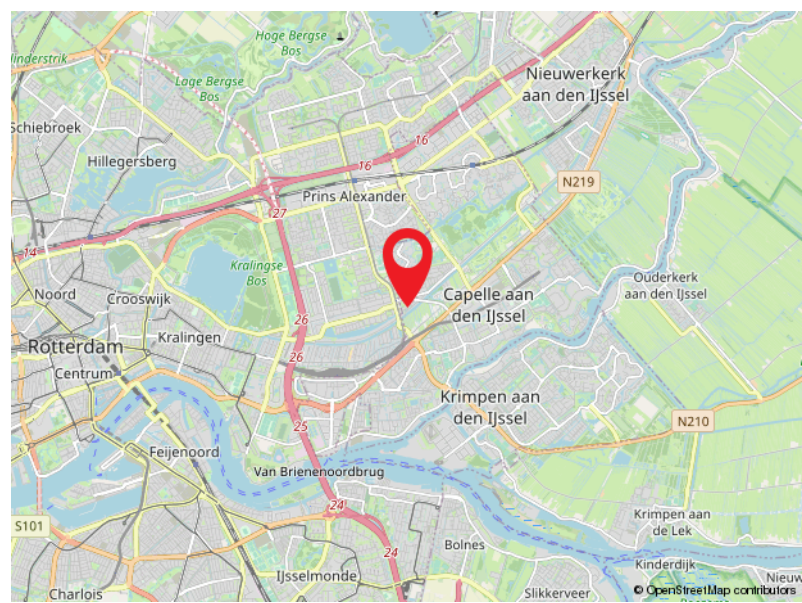 Hoge Bergse
Bos
Lage Bergse
Bos
Schiebroek
Nieuwerkerk
aan den IJssel
16
Hillegersberg
16
Prins Alexander
N219
27
14
Kralingse
Bos
Ouderkerk
aan den IJssel
Noord
Crooswijk
Capelle aan
den IJssel
26
Kralingen
Rotterdam
26
Centrum
Krimpen aan
den IJssel
N210
25
Feijenoord
Van Brienenoordbrug
24
Krimpen aan
de Lek
S101
Bolnes
24
Kinderdijk
IJsselmonde
Nieuw
© OpenStreetMap contributors
Charlois
Slikkerveer